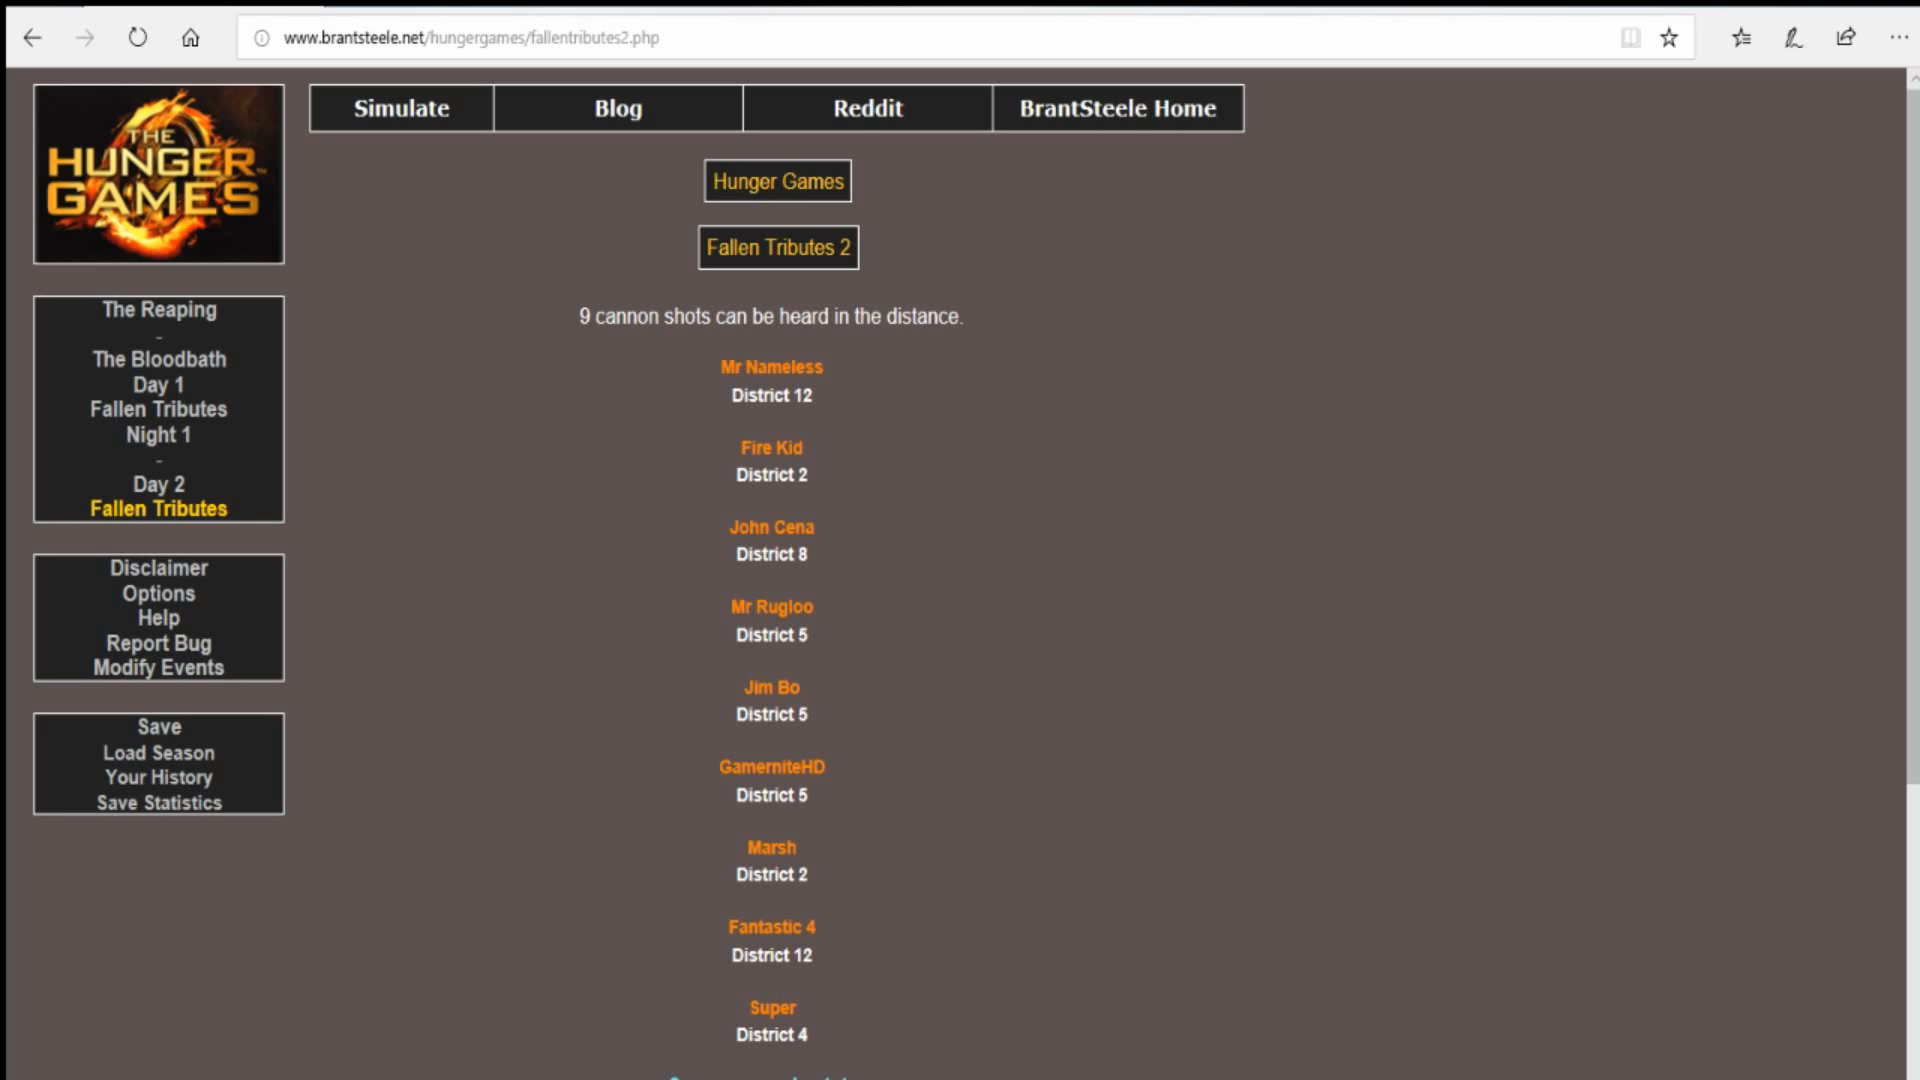 www.brantsteele.net/hungergames/fallentributes2.php
THE
HUNGER
GAMES
Simulate
Blog
Reddit
BrantSteele Home
Hunger Games
Fallen Tributes 2
9 cannon shots can be heard in the distance.
Mr Nameless
District 12
Fire Kid
District 2
John Cena
District 8
Mr Rugloo
District 5
Jim Bo
District 5
GamerniteHD
District 5
Marsh
District 2
Fantastic 4
District 12
Super
District 4
The Reaping
-
The Bloodbath
Day 1
Fallen Tributes
Night 1
-
Day 2
Fallen Tributes
Disclaimer
Options
Help
Report Bug
Modify Events
Save
Load Season
Your History
Save Statistics